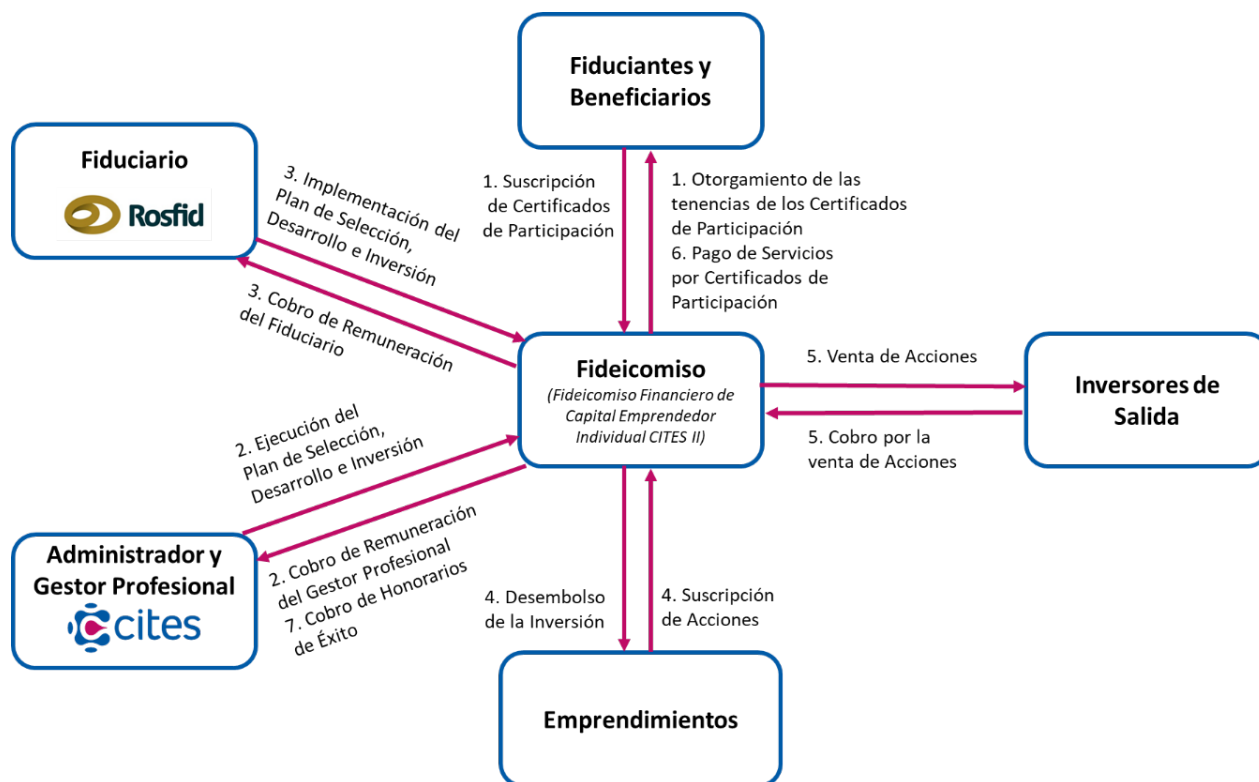 Fiduciantes y
Beneficiarios
Fiduciario
Rosfid
3. Implementación del
Plan de Selección,
Desarrollo e Inversión
3. Cobro de Remuneración
del Fiduciario
1. Suscripción
de Certificados
de Participación
1. Otorgamiento de las
tenencias de los Certificados
de Participación
6. Pago de Servicios
por Certificados de
Participación
Fideicomiso
(Fideicomiso Financiero de
Capital Emprendedor
Individual CITES II)
5. Venta de Acciones
5. Cobro por la
venta de Acciones
Inversores de
Salida
2. Ejecución del
Plan de Selección,
Desarrollo e Inversión
2. Cobro de Remuneración
del Gestor Profesional
7. Cobro de Honorarios
de Éxito
Administrador y
Gestor Profesional
cites
4. Desembolso
de la Inversión
4. Suscripción
de Acciones
Emprendimientos